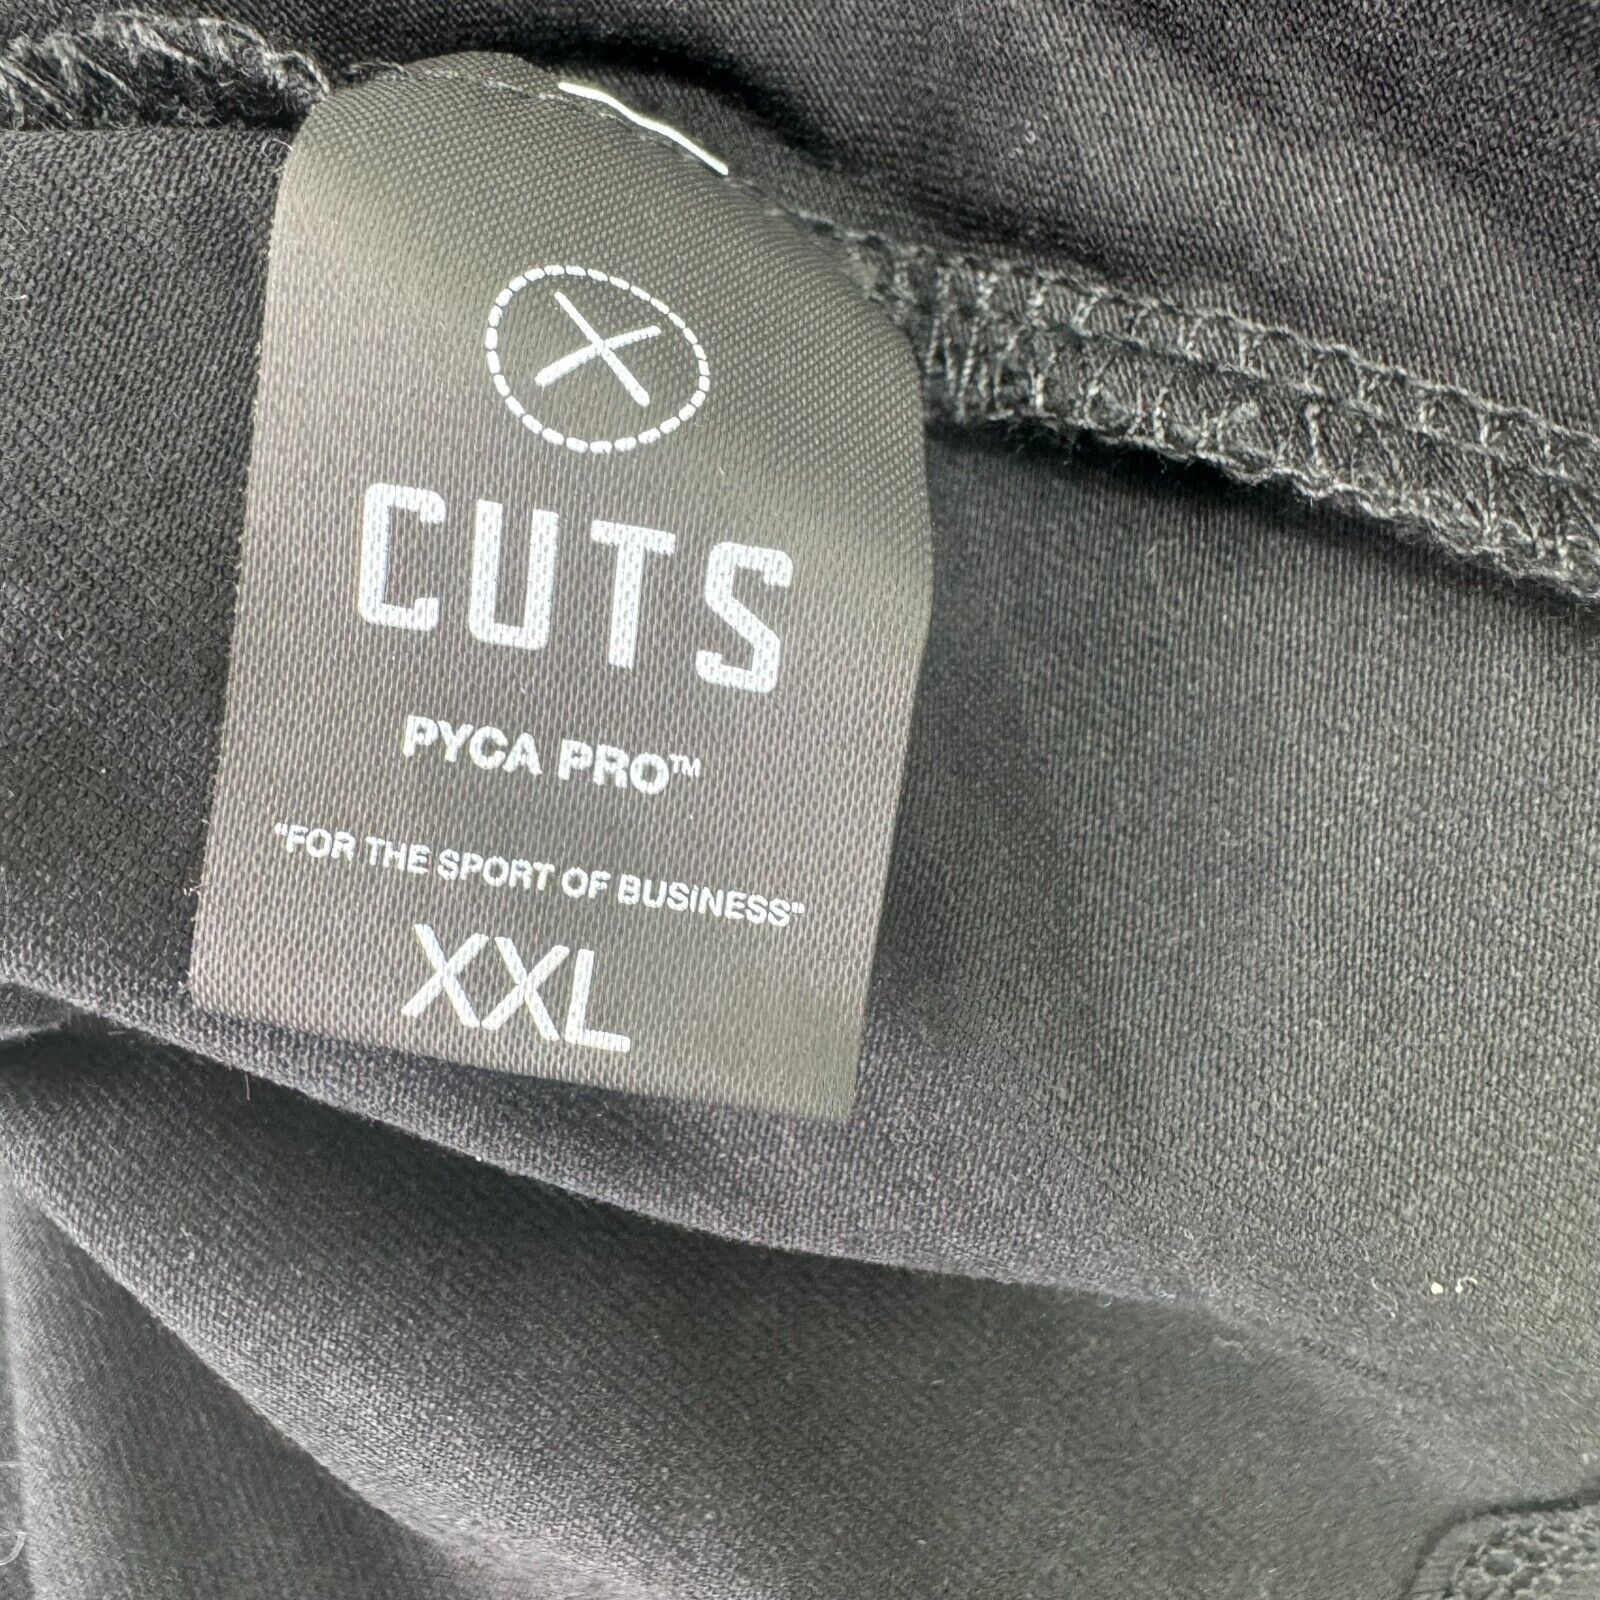 CUTS
PYCA PRO™
"FOR THE SPORT OF BUSINESS"
XXL